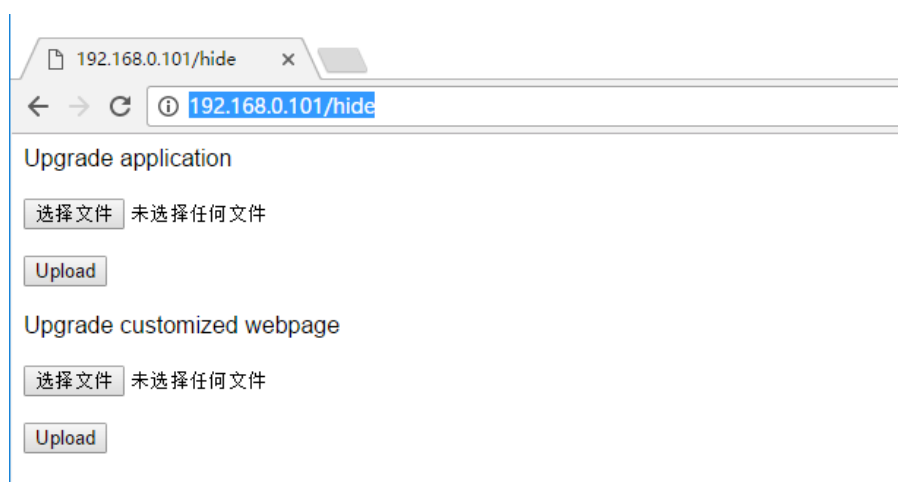 192.168.0.101/hide
192.168.0.101/hide
Upgrade application
选择文件 未选择任何文件
Upload
Upgrade customized webpage
选择文件 未选择任何文件
Upload